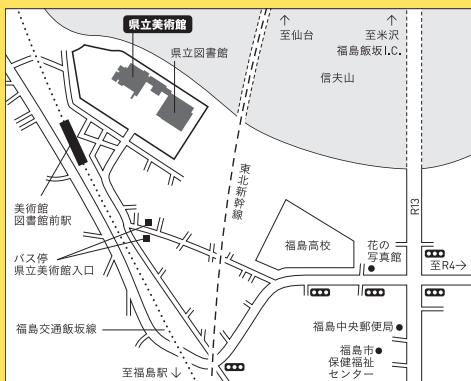 県立美術館
県立図書館
↑
至仙台
↑
至米沢
福島飯坂I.C.
信夫山
美術館
図書館前駅
東北新幹線
R13
バス停
県立美術館入口
福島高校
花の
写真館
至R4→
福島交通飯坂線
福島中央郵便局
福島市
保健福祉
センター
至福島駅↓